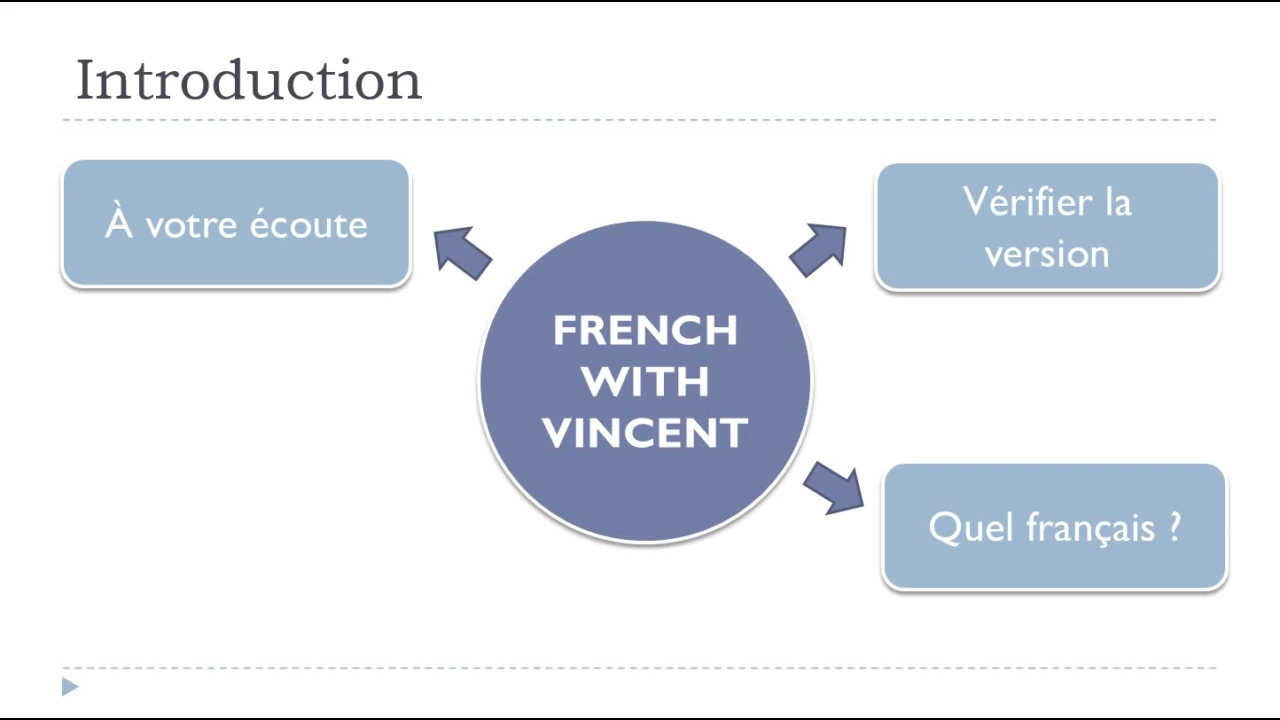 Introduction
À votre écoute
Vérifier la
version
FRENCH
WITH
VINCENT
Quel français ?